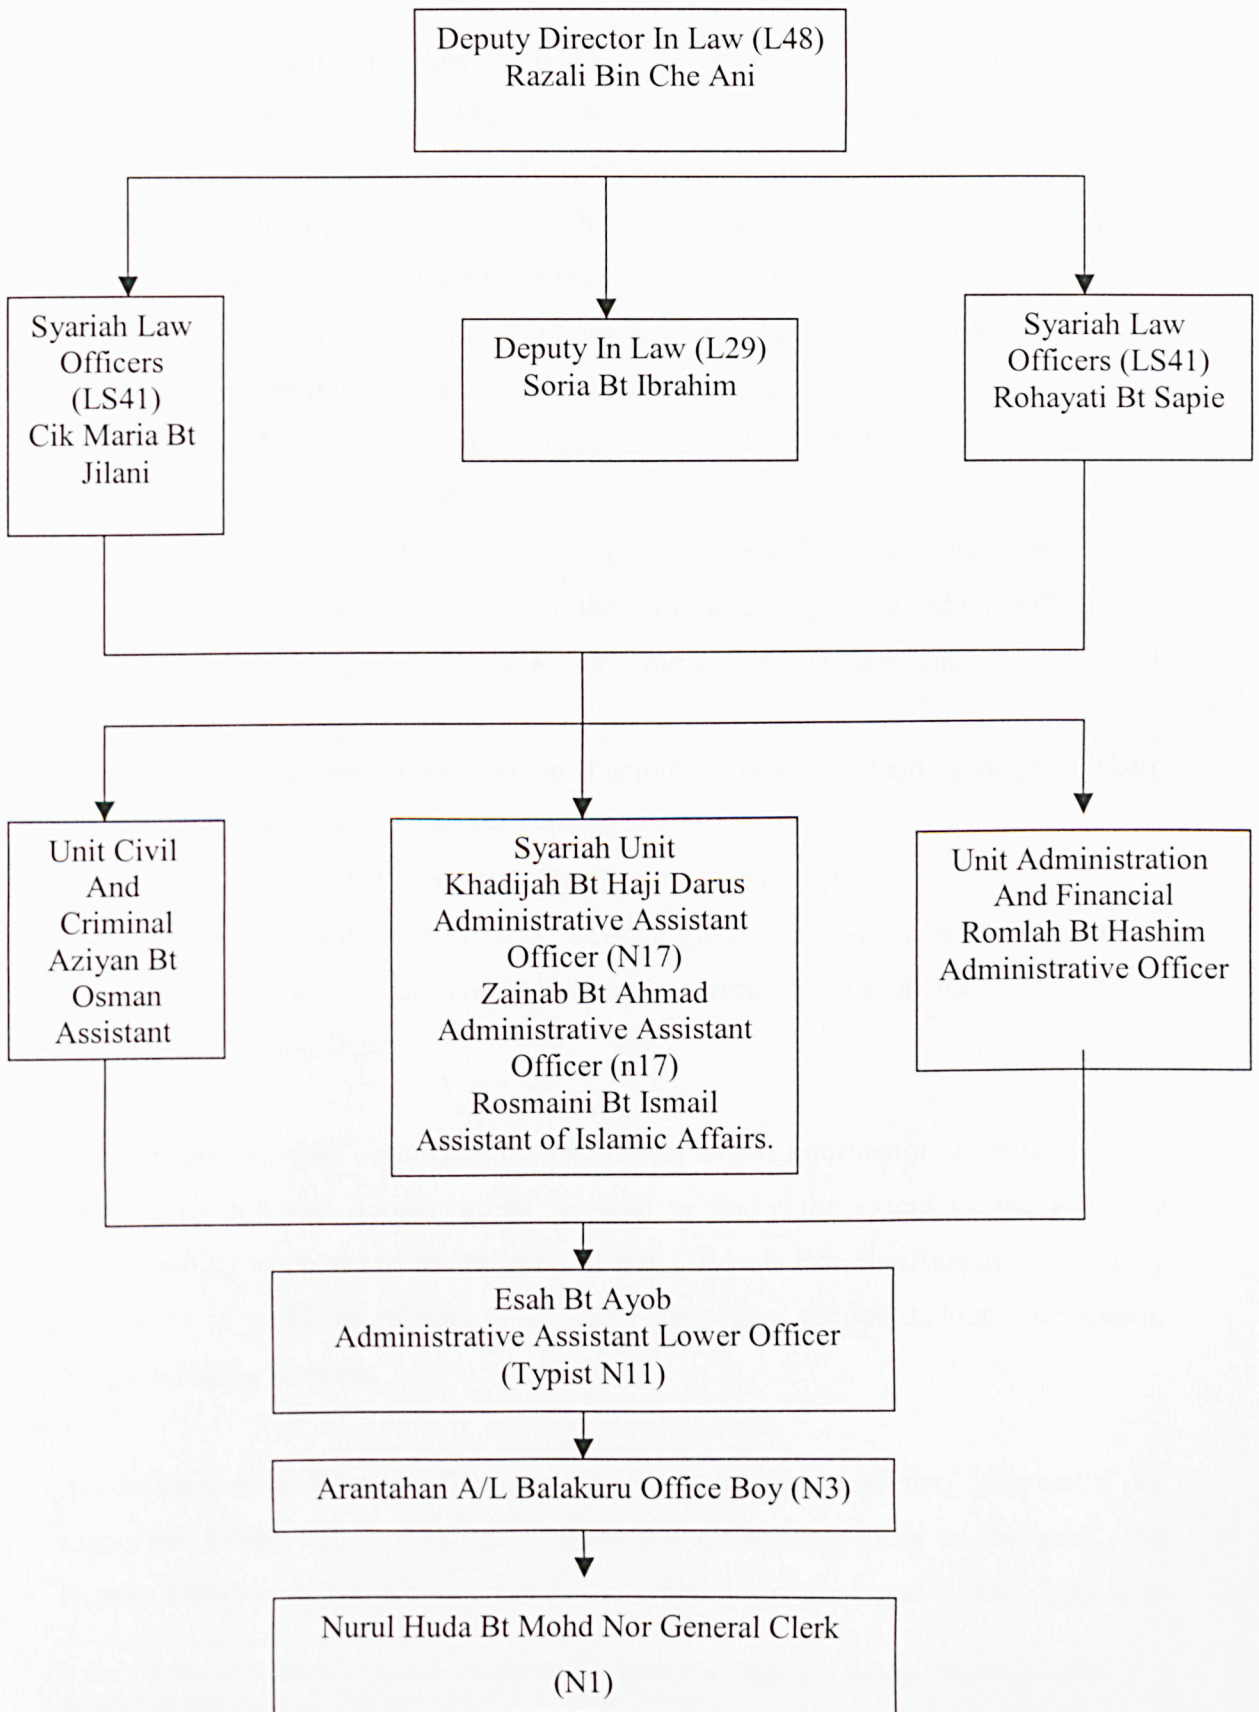 Deputy Director In Law (L48)
Razali Bin Che Ani
Syariah Law
Officers
(LS41)
Cik Maria Bt
Jilani
Deputy In Law (L29)
Soria Bt Ibrahim
Syariah Law
Officers (LS41)
Rohayati Bt Sapie
Unit Civil
And
Criminal
Aziyan Bt
Osman
Assistant
Syariah Unit
Khadijah Bt Haji Darus
Administrative Assistant
Officer (N17)
Zainab Bt Ahmad
Administrative Assistant
Officer (n17)
Rosmaini Bt Ismail
Assistant of Islamic Affairs.
Unit Administration
And Financial
Romlah Bt Hashim
Administrative Officer
Esah Bt Ayob
Administrative Assistant Lower Officer
(Typist N11)
Arantahan A/L Balakuru Office Boy (N3)
Nurul Huda Bt Mohd Nor General Clerk
(N1)